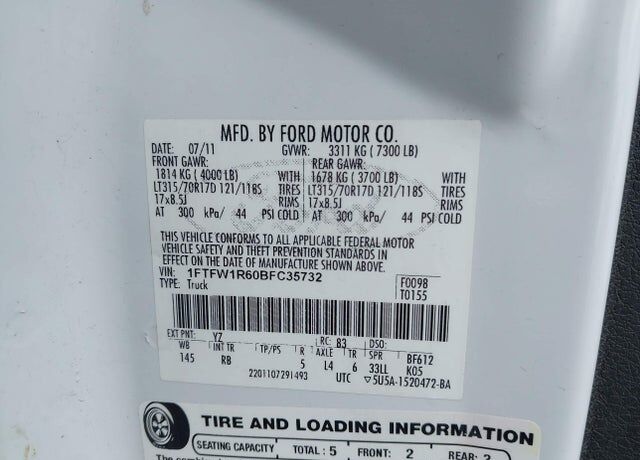 MFD. BY FORD MOTOR CO.
DATE: 07/11 GVWR: 3311 KG ( 7300 LB)
FRONT GAWR: REAR GAWR:
1814 KG ( 4000 LB) WITH 1678 KG ( 3700 LB) WITH
LT315/70R17D 121/118S TIRES LT315/70R17D 121/118S TIRES
17x8.5J RIMS 17x8.5J RIMS
AT 300 kPa/ 44 PSI COLD AT 300 kPa/ 44 PSI COLD
THIS VEHICLE CONFORMS TO ALL APPLICABLE FEDERAL MOTOR
VEHICLE SAFETY AND THEFT PREVENTION STANDARDS IN
EFFECT ON THE DATE OF MANUFACTURE SHOWN ABOVE.
VIN: 1FTFW1R60BFC35732 F0098
TYPE: Truck T0155
EXT PNT: YZ RC: 83 DSO:
WB INT TR TP/PS R AXLE TR SPR BF612
145 RB 5 L4 6 33LL K05
2201107291493 UTC ▽5U5A-1520472-BA
TIRE AND LOADING INFORMATION
SEATING CAPACITY TOTAL : 5 FRONT: 2 REAR: